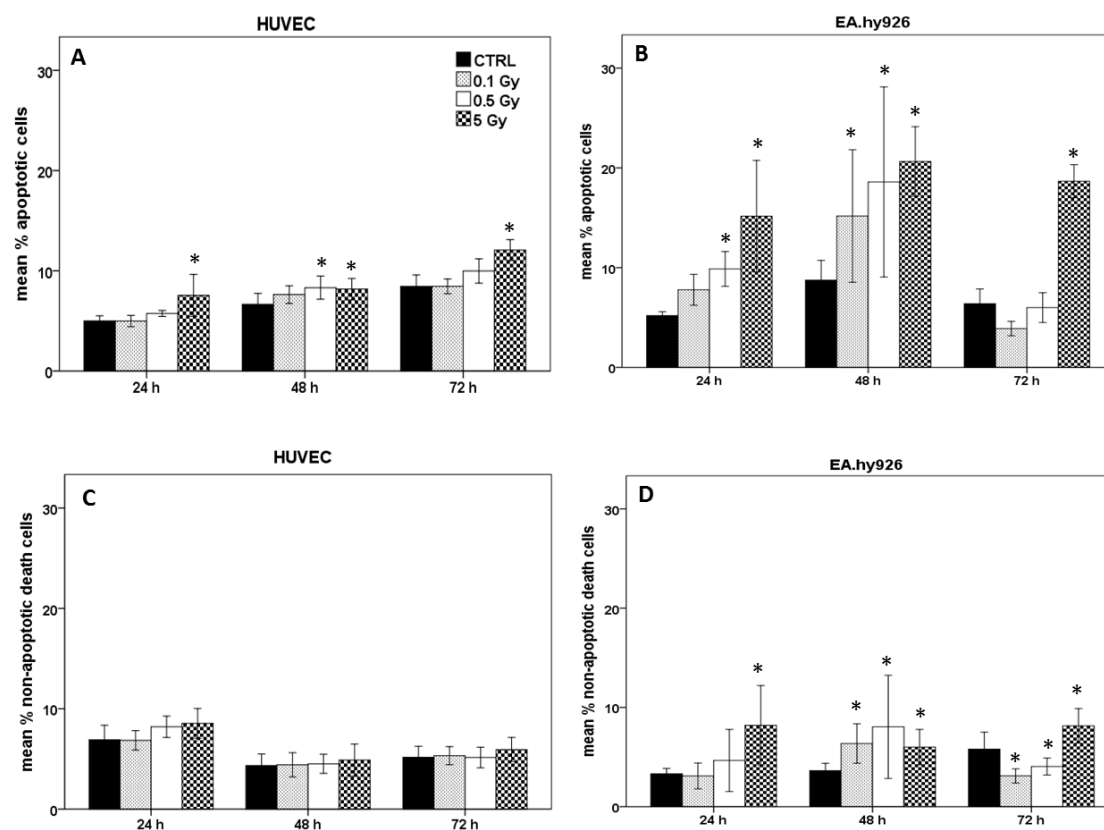 HUVEC
A
CTRL
0.1 Gy
0.5 Gy
5 Gy
mean % apoptotic cells
30
20
10
0
*
*
*
*
24 h
48 h
72 h
EA.hy926
B
mean % apoptotic cells
30
20
10
0
*
*
*
*
*
*
24 h
48 h
72 h
HUVEC
C
mean % non-apoptotic death cells
30
20
10
0
24 h
48 h
72 h
EA.hy926
D
mean % non-apoptotic death cells
30
20
10
0
*
*
*
*
*
*
*
24 h
48 h
72 h